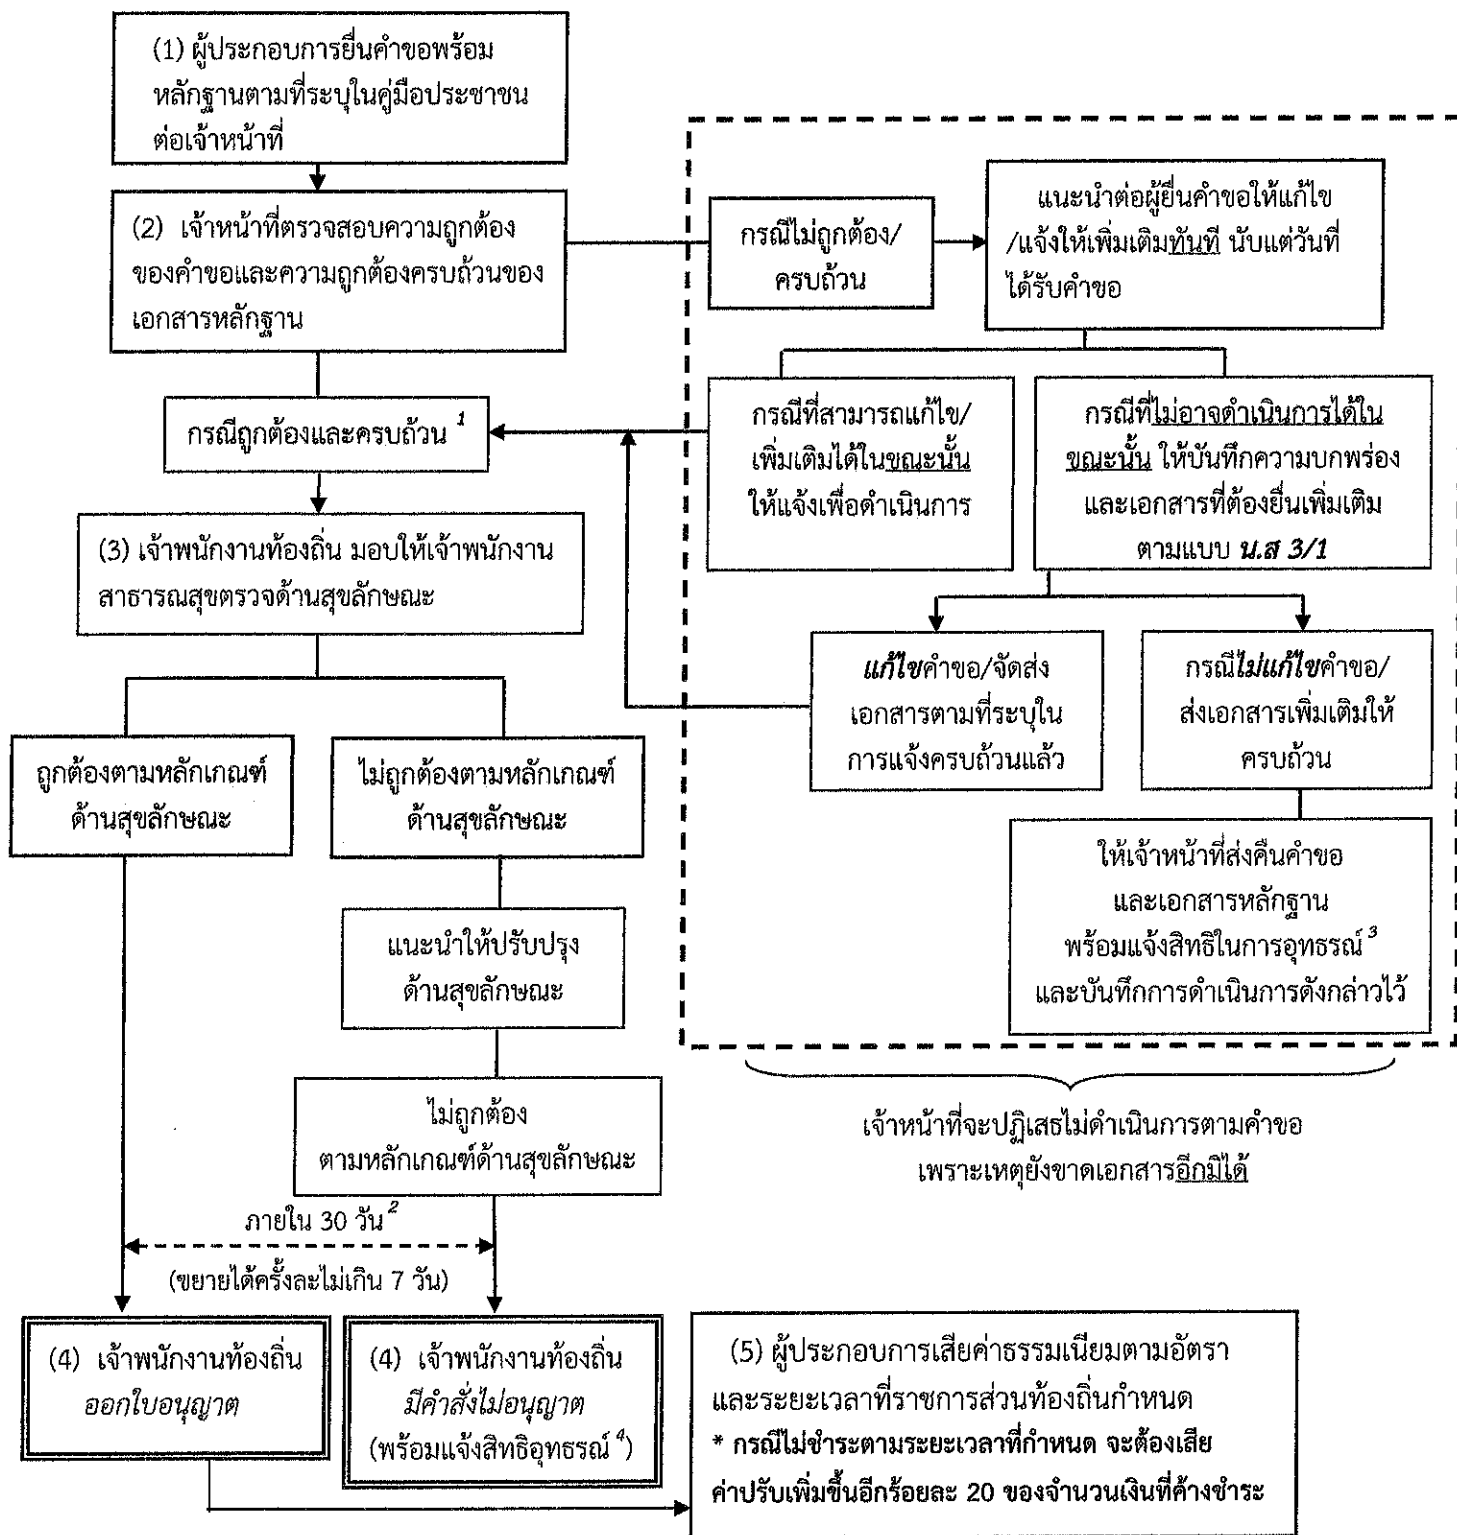 (1) ผู้ประกอบการยื่นคำขอพร้อม
หลักฐานตามที่ระบุในคู่มือประชาชน
ต่อเจ้าหน้าที่
(2) เจ้าหน้าที่ตรวจสอบความถูกต้อง
ของคำขอและความถูกต้องครบถ้วนของ
เอกสารหลักฐาน
กรณีไม่ถูกต้อง/
ครบถ้วน
แนะนำต่อผู้ยื่นคำขอให้แก้ไข
/แจ้งให้เพิ่มเติมทันที นับแต่วันที่
ได้รับคำขอ
กรณีถูกต้องและครบถ้วน 1
กรณีที่สามารถแก้ไข/
เพิ่มเติมได้ในขณะนั้น
ให้แจ้งเพื่อดำเนินการ
กรณีที่ไม่อาจดำเนินการได้ใน
ขณะนั้น ให้บันทึกความบกพร่อง
และเอกสารที่ต้องยื่นเพิ่มเติม
ตามแบบ น.ส 3/1
(3) เจ้าพนักงานท้องถิ่น มอบให้เจ้าพนักงาน
สาธารณสุขตรวจด้านสุขลักษณะ
แก้ไขคำขอ/จัดส่ง
เอกสารตามที่ระบุใน
การแจ้งครบถ้วนแล้ว
กรณีไม่แก้ไขคำขอ/
ส่งเอกสารเพิ่มเติมให้
ครบถ้วน
ถูกต้องตามหลักเกณฑ์
ด้านสุขลักษณะ
ไม่ถูกต้องตามหลักเกณฑ์
ด้านสุขลักษณะ
ให้เจ้าหน้าที่ส่งคืนคำขอ
และเอกสารหลักฐาน
พร้อมแจ้งสิทธิในการอุทธรณ์ 3
และบันทึกการดำเนินการดังกล่าวไว้
แนะนำให้ปรับปรุง
ด้านสุขลักษณะ
ไม่ถูกต้อง
ตามหลักเกณฑ์ด้านสุขลักษณะ
เจ้าหน้าที่จะปฏิเสธไม่ดำเนินการตามคำขอ
เพราะเหตุยังขาดเอกสารอีกมิได้
ภายใน 30 วัน 2
(ขยายได้ครั้งละไม่เกิน 7 วัน)
(4) เจ้าพนักงานท้องถิ่น
ออกใบอนุญาต
(4) เจ้าพนักงานท้องถิ่น
มีคำสั่งไม่อนุญาต
(พร้อมแจ้งสิทธิอุทธรณ์ 4)
(5) ผู้ประกอบการเสียค่าธรรมเนียมตามอัตรา
และระยะเวลาที่ราชการส่วนท้องถิ่นกำหนด
* กรณีไม่ชำระตามระยะเวลาที่กำหนด จะต้องเสีย
ค่าปรับเพิ่มขึ้นอีกร้อยละ 20 ของจำนวนเงินที่ค้างชำระ